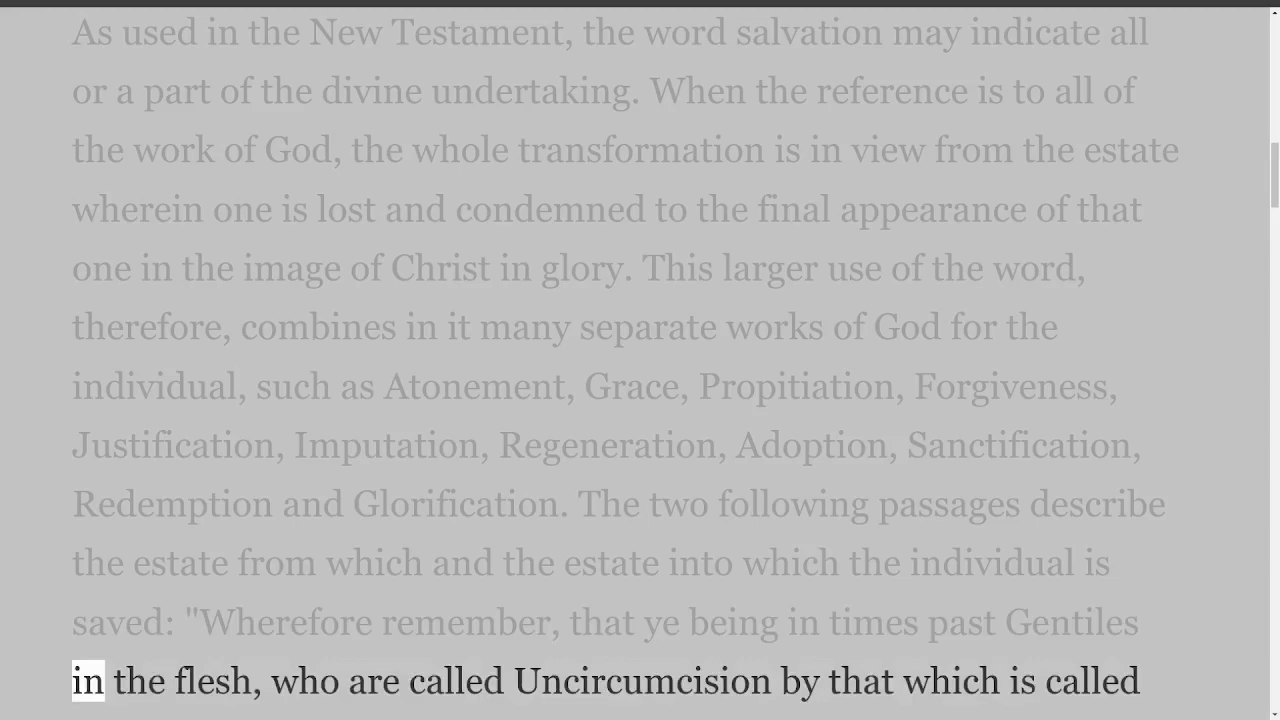 As used in the New Testament, the word salvation may indicate all
or a part of the divine undertaking. When the reference is to all of
the work of God, the whole transformation is in view from the estate
wherein one is lost and condemned to the final appearance of that
one in the image of Christ in glory. This larger use of the word,
therefore, combines in it many separate works of God for the
individual, such as Atonement, Grace, Propitiation, Forgiveness,
Justification, Imputation, Regeneration, Adoption, Sanctification,
Redemption and Glorification. The two following passages describe
the estate from which and the estate into which the individual is
saved: "Wherefore remember, that ye being in times past Gentiles
in the flesh, who are called Uncircumcision by that which is called